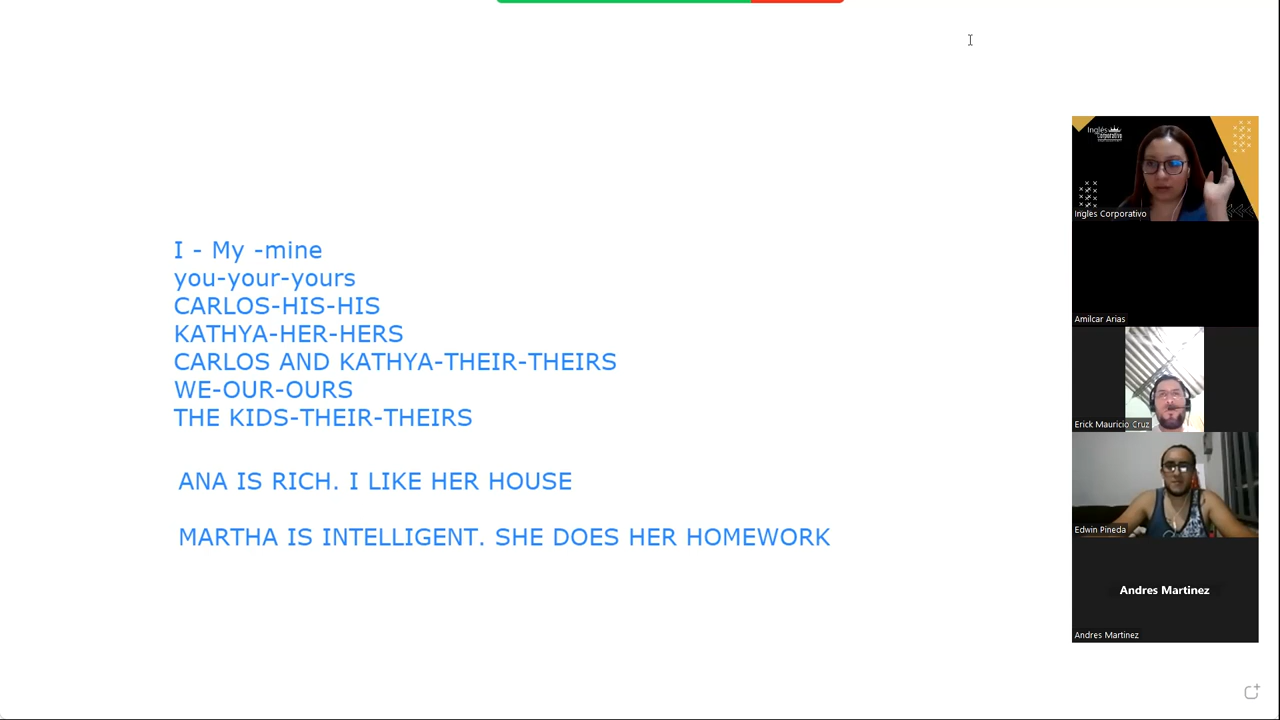 I - My -mine
you-your-yours
CARLOS-HIS-HIS
KATHYA-HER-HERS
CARLOS AND KATHYA-THEIR-THEIRS
WE-OUR-OURS
THE KIDS-THEIR-THEIRS
ANA IS RICH. I LIKE HER HOUSE
MARTHA IS INTELLIGENT. SHE DOES HER HOMEWORK
Inglés
Corporativo
Ingles Corporativo
Amilcar Arias
Erick Mauricio Cruz
Edwin Pineda
Andres Martinez
Andres Martinez